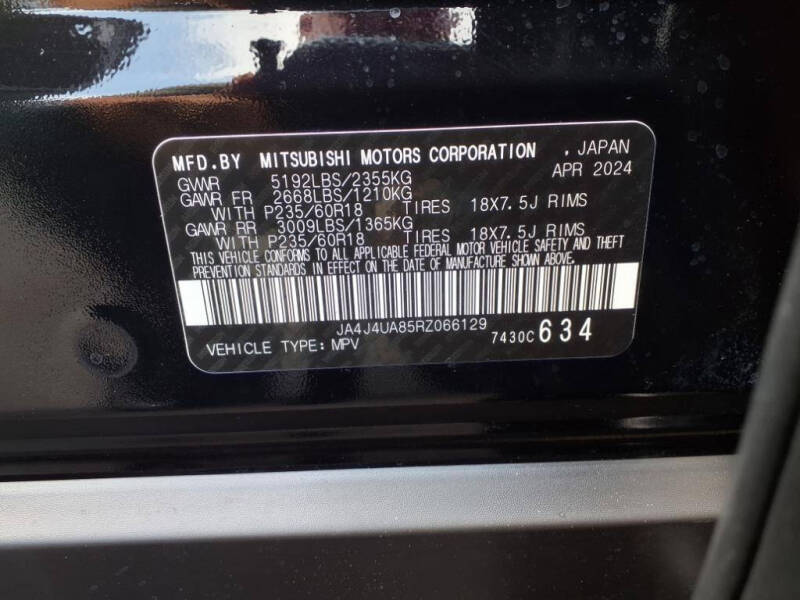 MFD.BY MITSUBISHI MOTORS CORPORATION , JAPAN
GVWR 5192LBS/2355KG APR 2024
GAWR FR 2668LBS/1210KG
WITH P235/60R18 TIRES 18X7.5J RIMS
GAWR RR 3009LBS/1365KG
WITH P235/60R18 TIRES 18X7.5J RIMS
THIS VEHICLE CONFORMS TO ALL APPLICABLE FEDERAL MOTOR VEHICLE SAFETY AND THEFT
PREVENTION STANDARDS IN EFFECT ON THE DATE OF MANUFACTURE SHOWN ABOVE.
JA4J4UA85RZ066129
VEHICLE TYPE: MPV 7430C 634